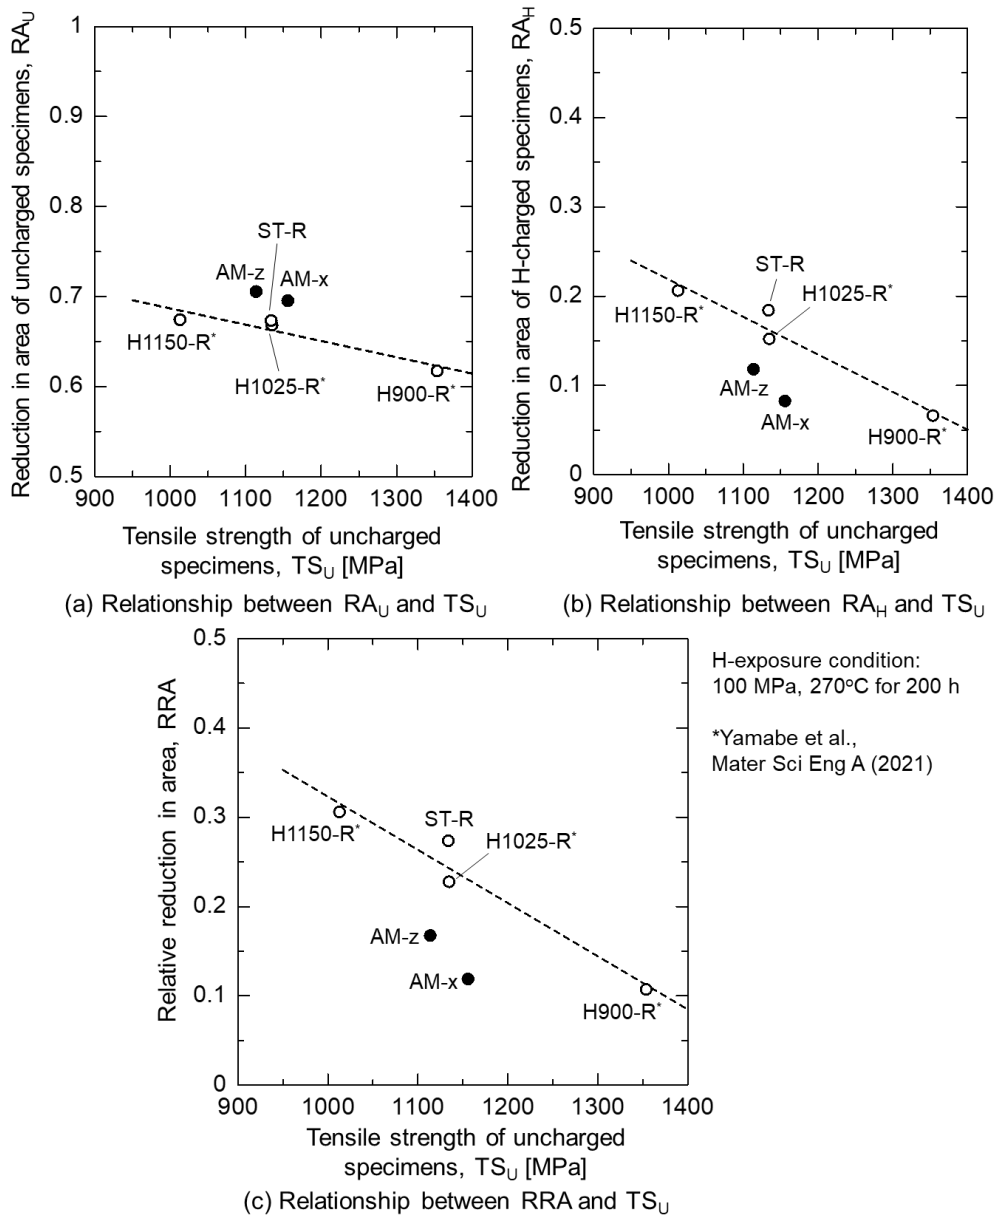 Reduction in area of uncharged specimens, RAU
1
0.9
0.8
0.7
0.6
0.5
ST-R
AM-z
AM-x
H1150-R*
H1025-R*
H900-R*
900
1000
1100
1200
1300
1400
Tensile strength of uncharged
specimens, TSU [MPa]
(a) Relationship between RAU and TSU
Reduction in area of H-charged specimens, RAH
0.5
0.4
0.3
0.2
0.1
0
ST-R
H1025-R*
H1150-R*
AM-z
AM-x
H900-R*
900
1000
1100
1200
1300
1400
Tensile strength of uncharged
specimens, TSU [MPa]
(b) Relationship between RAH and TSU
Relative reduction in area, RRA
0.5
0.4
0.3
0.2
0.1
0
ST-R
H1150-R*
H1025-R*
AM-z
AM-x
H900-R*
900
1000
1100
1200
1300
1400
Tensile strength of uncharged
specimens, TSU [MPa]
(c) Relationship between RRA and TSU
H-exposure condition:
100 MPa, 270oC for 200 h
*Yamabe et al.,
Mater Sci Eng A (2021)